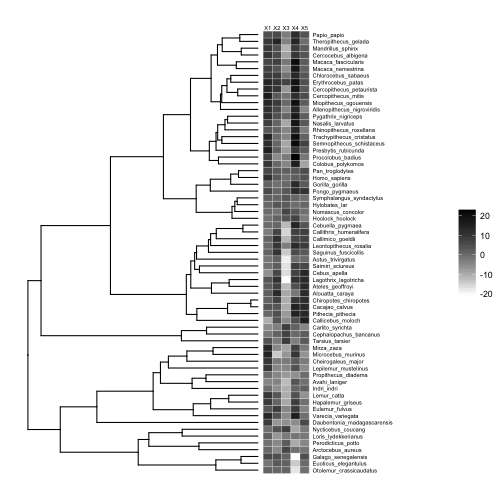 X1 X2 X3 X4 X5
Papio_papio
Theropithecus_gelada
Mandrillus_sphinx
Cercocebus_albigena
Macaca_fascicularis
Macaca_nemestrina
Chlorocebus_sabaeus
Erythrocebus_patas
Cercopithecus_petaurista
Cercopithecus_mitis
Miopithecus_ogouensis
Allenopithecus_nigroviridis
Pygathrix_nigriceps
Nasalis_larvatus
Rhinopithecus_roxellana
Trachypithecus_cristatus
Semnopithecus_schistaceus
Presbytis_rubicunda
Procolobus_badius
Colobus_polykomos
Pan_troglodytes
Homo_sapiens
Gorilla_gorilla
Pongo_pygmaeus
Symphalangus_syndactylus
Hylobates_lar
Nomascus_concolor
Hoolock_hoolock
Cebuella_pygmaea
Callithrix_humeralifera
Callimico_goeldii
Leontopithecus_rosalia
Saguinus_fuscicollis
Aotus_trivirgatus
Saimiri_sciureus
Cebus_apella
Lagothrix_lagotricha
Ateles_geoffroyi
Alouatta_caraya
Chiropotes_chiropotes
Cacajao_calvus
Pithecia_pithecia
Callicebus_moloch
Carlito_syrichta
Cephalopachus_bancanus
Tarsius_tarsier
Mirza_zaza
Microcebus_murinus
Cheirogaleus_major
Lepilemur_mustelinus
Propithecus_diadema
Avahi_laniger
Indri_indri
Lemur_catta
Hapalemur_griseus
Eulemur_fulvus
Varecia_variegata
Daubentonia_madagascarensis
Nycticebus_coucang
Loris_lydekkerianus
Perodicticus_potto
Arctocebus_aureus
Galago_senegalensis
Euoticus_elegantulus
Otolemur_crassicaudatus
20
10
0
-10
-20